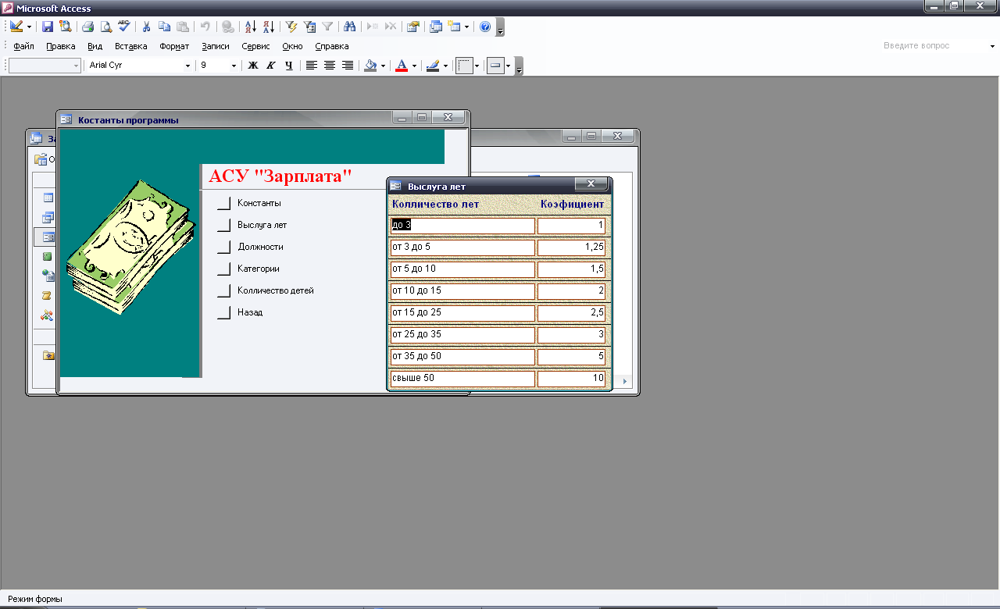 Microsoft Access
Файл Правка Вид Вставка Формат Записи Сервис Окно Справка
Введите вопрос
Arial Cyr 9 Ж К Ч
Костанты программы
За
О
АСУ "Зарплата"
Константы
Выслуга лет
Должности
Категории
Колличество детей
Назад
Выслуга лет
Колличество лет Коэфициент
до 3 1
от 3 до 5 1,25
от 5 до 10 1,5
от 10 до 15 2
от 15 до 25 2,5
от 25 до 35 3
от 35 до 50 5
свыше 50 10
Режим формы